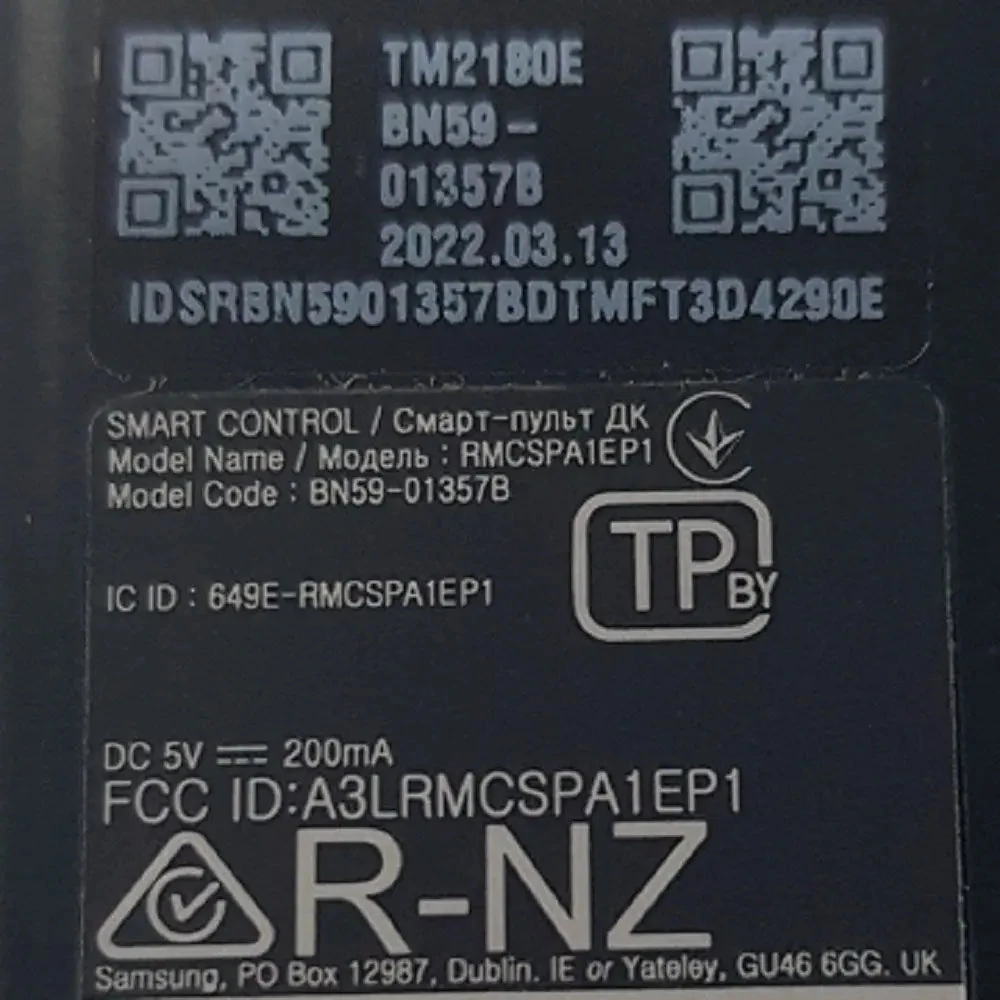 TM2180E
BN59-
01357B
2022.03.13
IDSRBN5901357BDTMFT3D4290E
SMART CONTROL / Смарт-пульт ДК
Model Name / Модель : RMCSPA1EP1
Model Code : BN59-01357B
TP BY
IC ID : 649E-RMCSPA1EP1
DC 5V ⎓ 200mA
FCC ID:A3LRMCSPA1EP1
R-NZ
Samsung, PO Box 12987, Dublin. IE or Yateley, GU46 6GG. UK